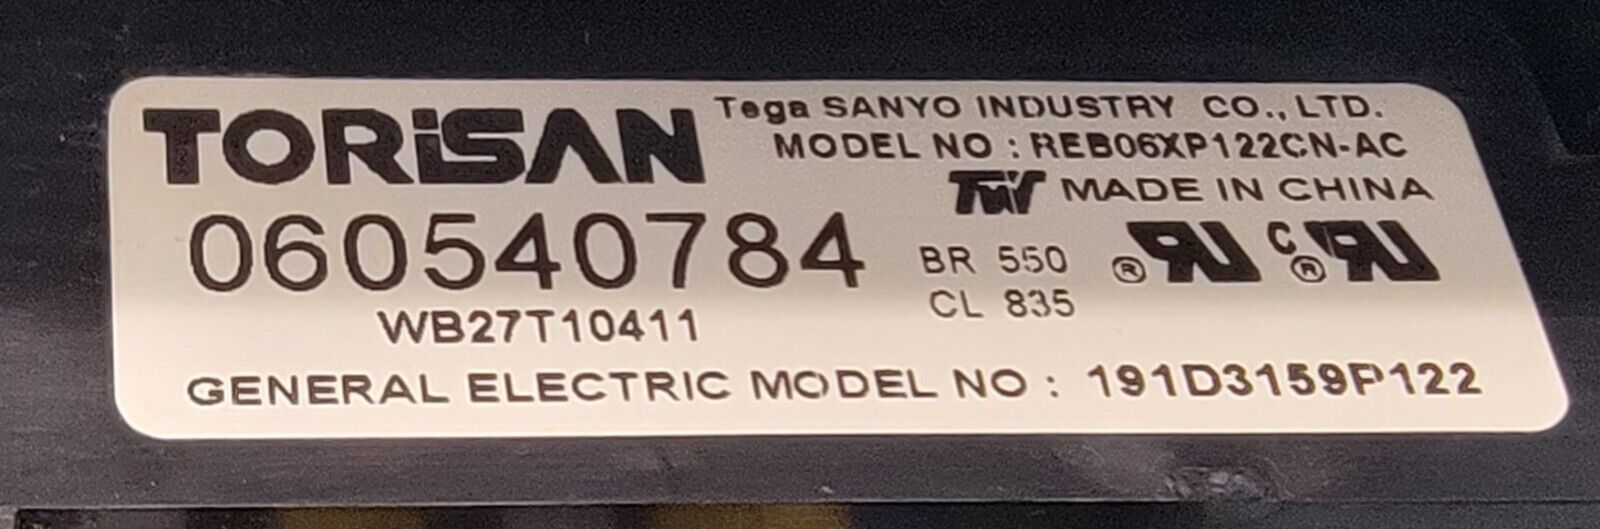 TORiSAN
Tega SANYO INDUSTRY CO., LTD.
MODEL NO : REB06XP122CN-AC
MADE IN CHINA
060540784
BR 550
CL 835
WB27T10411
GENERAL ELECTRIC MODEL NO : 191D3159P122